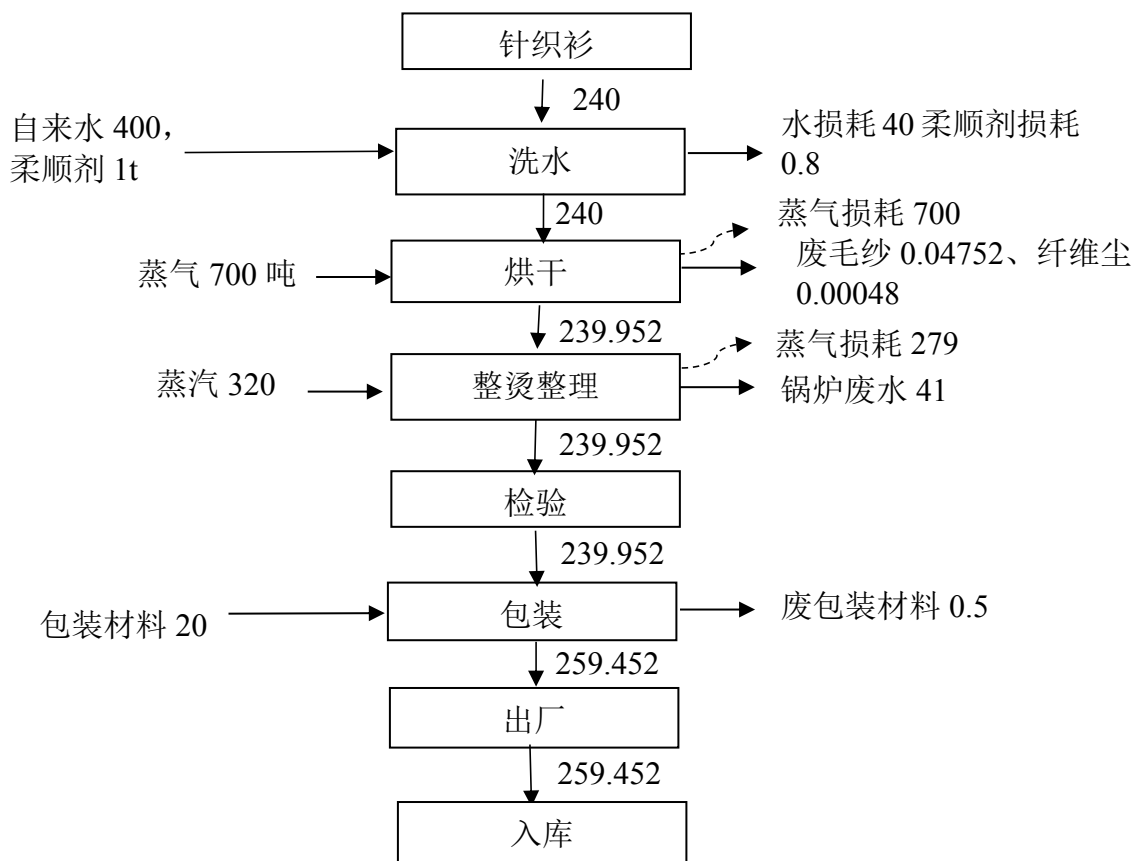 针织衫
240
自来水 400，
柔顺剂 1t
洗水
水损耗 40 柔顺剂损耗
0.8
240
蒸气损耗 700
蒸气 700 吨
烘干
废毛纱 0.04752、纤维尘
0.00048
239.952
蒸气损耗 279
蒸汽 320
整烫整理
锅炉废水 41
239.952
检验
239.952
包装材料 20
包装
废包装材料 0.5
259.452
出厂
259.452
入库